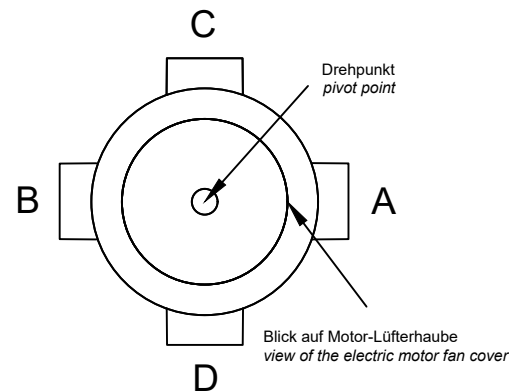 C
Drehpunkt
pivot point
B
A
Blick auf Motor-Lüfterhaube
view of the electric motor fan cover
D